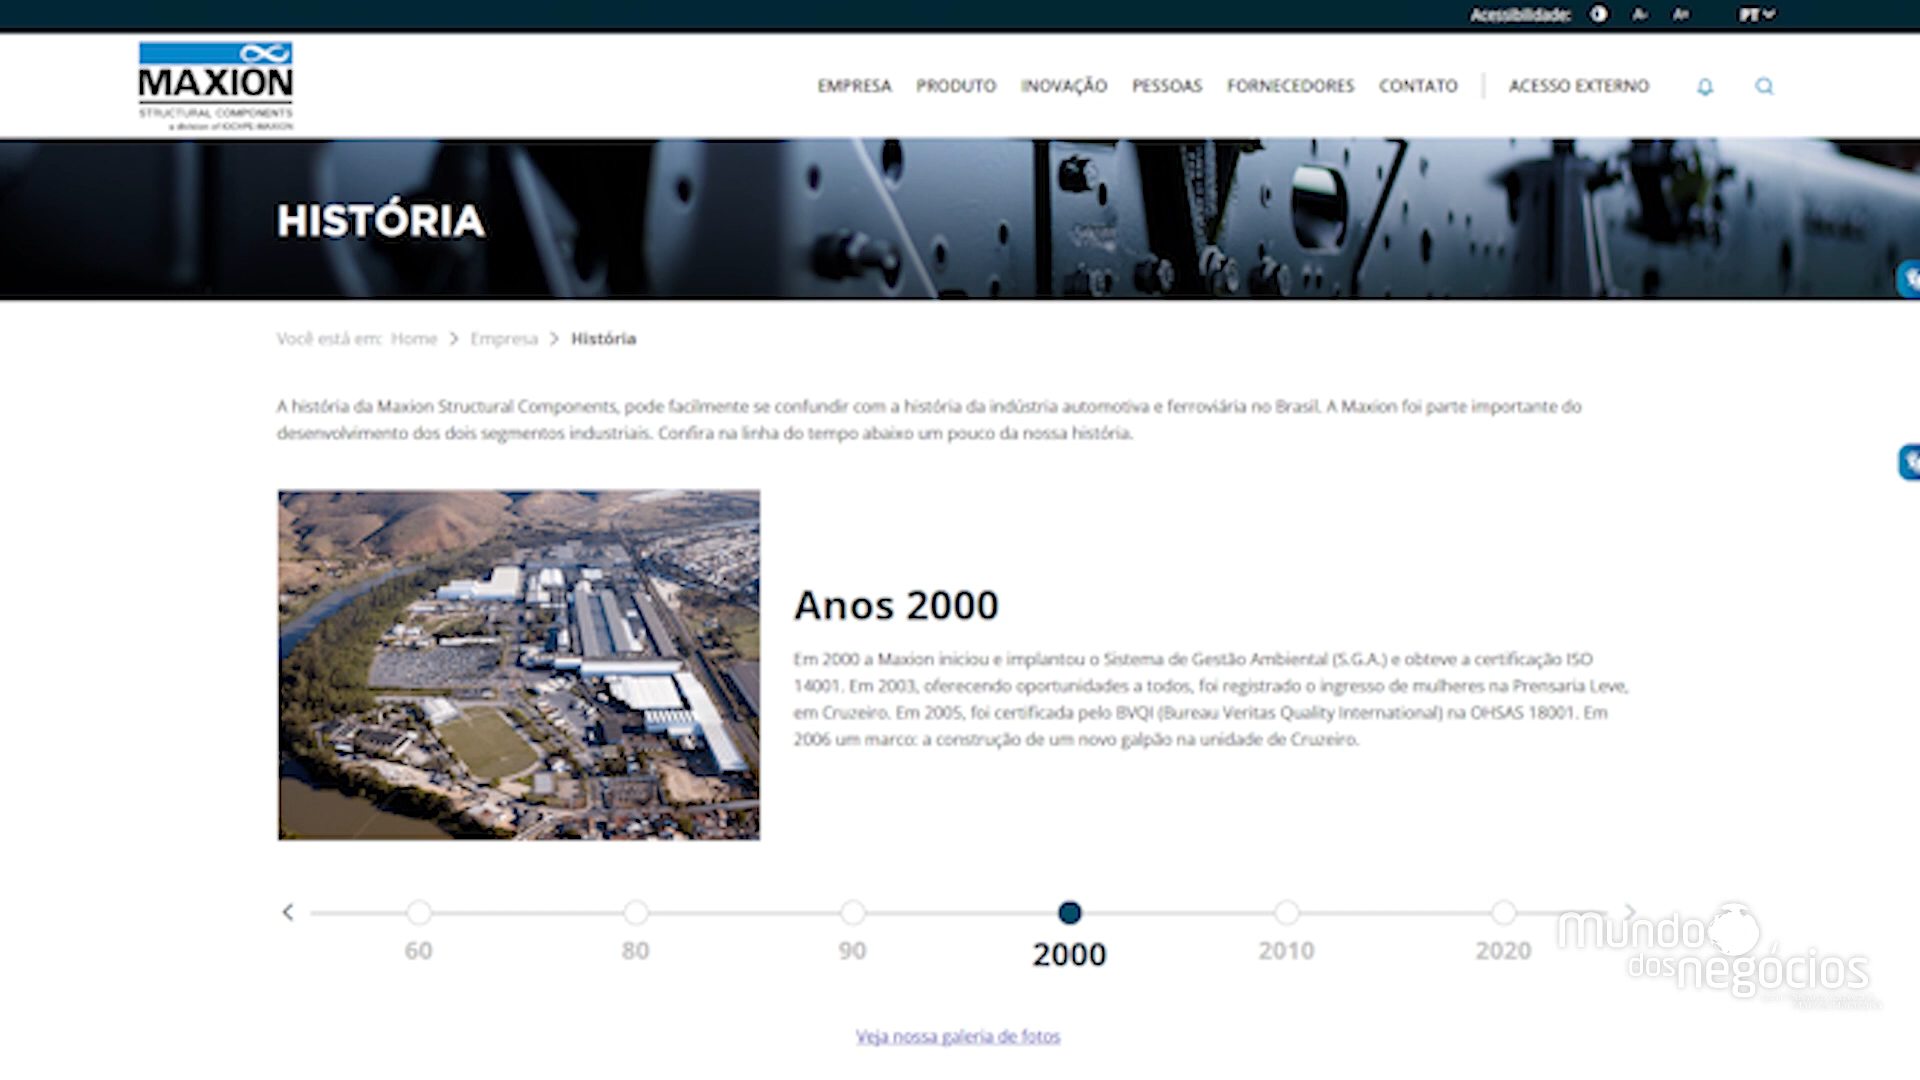 Acessibilidade: A- A+ PT
MAXION
STRUCTURAL COMPONENTS
a division of IOCHPE-MAXION
EMPRESA PRODUTO INOVAÇÃO PESSOAS FORNECEDORES CONTATO ACESSO EXTERNO
HISTÓRIA
Você está em: Home > Empresa > História
A história da Maxion Structural Components, pode facilmente se confundir com a história da indústria automotiva e ferroviária no Brasil. A Maxion foi parte importante do
desenvolvimento dos dois segmentos industriais. Confira na linha do tempo abaixo um pouco da nossa história.
Anos 2000
Em 2000 a Maxion iniciou e implantou o Sistema de Gestão Ambiental (S.G.A.) e obteve a certificação ISO
14001. Em 2003, oferecendo oportunidades a todos, foi registrado o ingresso de mulheres na Prensaria Leve,
em Cruzeiro. Em 2005, foi certificada pelo BVQI (Bureau Veritas Quality International) na OHSAS 18001. Em
2006 um marco: a construção de um novo galpão na unidade de Cruzeiro.
60 80 90 2000 2010 2020
mundo
dos negócios
Veja nossa galeria de fotos